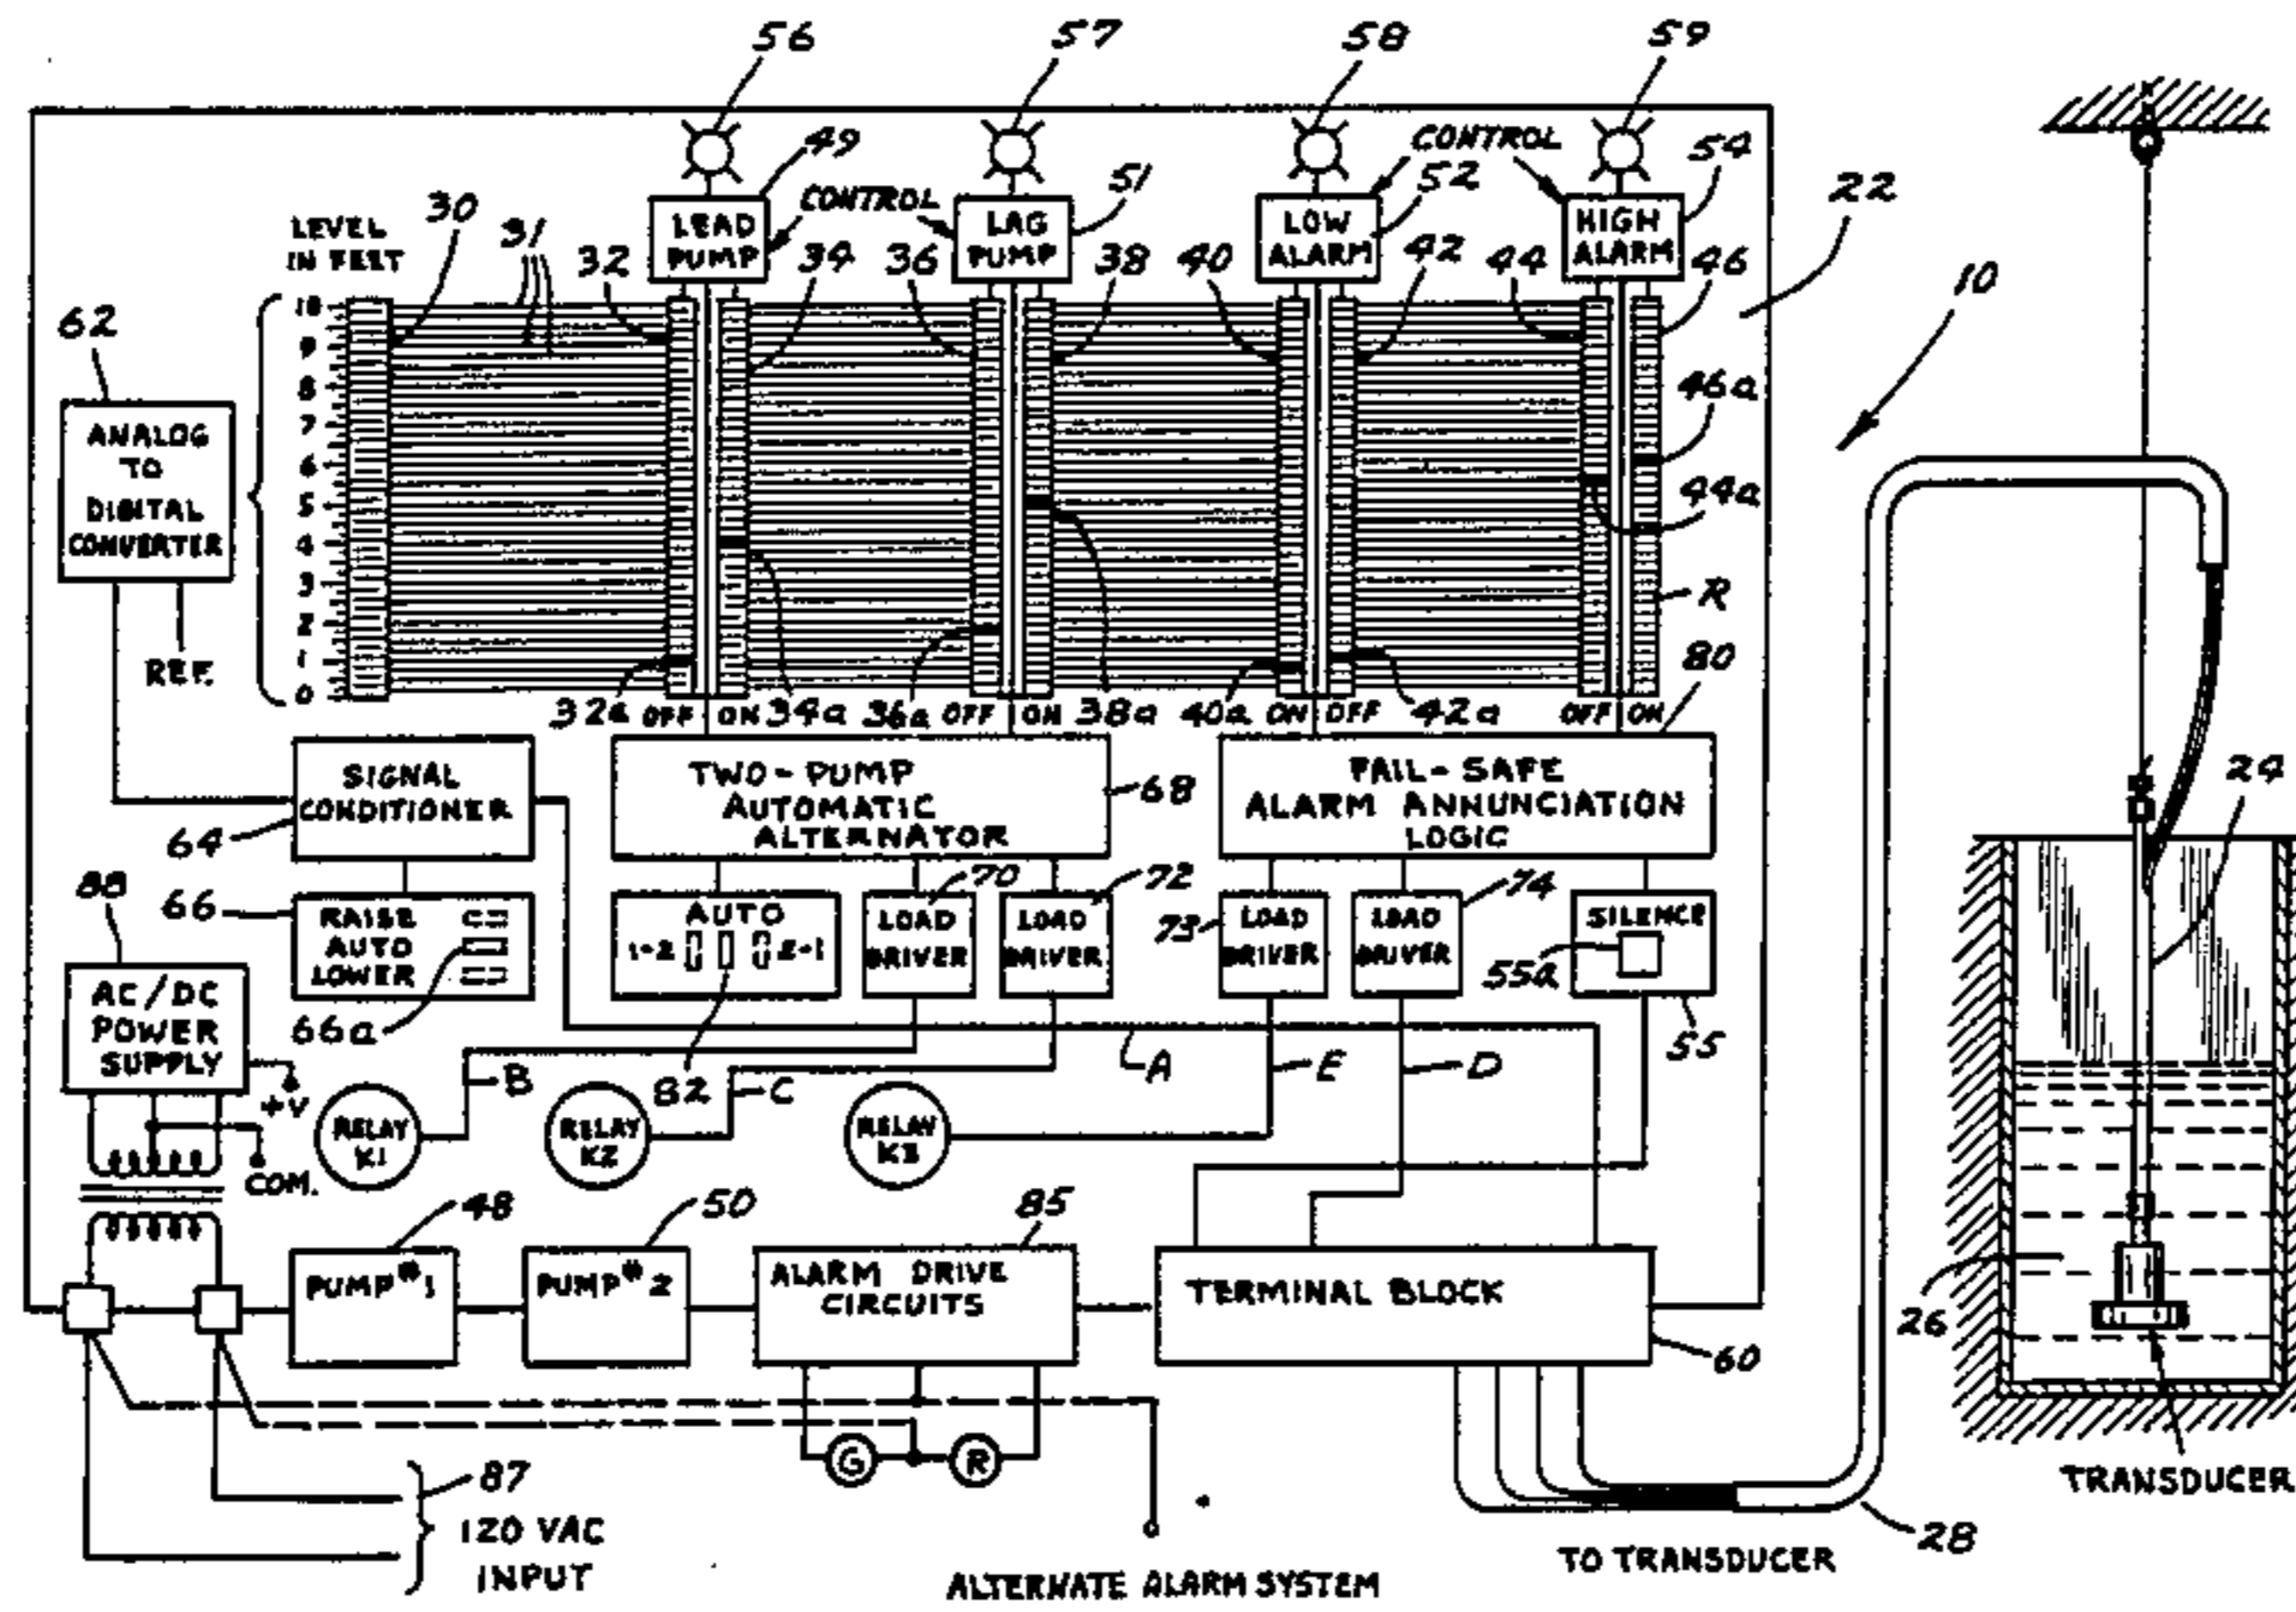 56
57
58
59
CONTROL
49
CONTROL
51
52
54
22
LEAD
PUMP
LAG
PUMP
LOW
ALARM
HIGH
ALARM
LEVEL
IN FEET
30
31
32
34
36
38
40
42
44
46
10
62
ANALOG
TO
DIGITAL
CONVERTER
REF.
10
9
8
7
6
5
4
3
2
1
0
46a
44a
R
80
32a OFF ON 34a 36a OFF ON 38a 40a ON OFF 42a OFF ON
SIGNAL
CONDITIONER
64
TWO-PUMP
AUTOMATIC
ALTERNATOR
68
FAIL-SAFE
ALARM ANNUNCIATION
LOGIC
24
88
66
RAISE
AUTO
LOWER
66a
AUTO
1-2 2-1
82
70
LOAD
DRIVER
72
LOAD
DRIVER
73
LOAD
DRIVER
74
LOAD
DRIVER
SILENCE
55a
55
AC/DC
POWER
SUPPLY
+V
COM.
B
C
A
E
D
RELAY
K1
RELAY
K2
RELAY
K3
48
50
85
PUMP #1
PUMP #2
ALARM DRIVE
CIRCUITS
TERMINAL BLOCK
60
26
G
R
87
120 VAC
INPUT
ALTERNATE ALARM SYSTEM
TO TRANSDUCER
28
TRANSDUCER